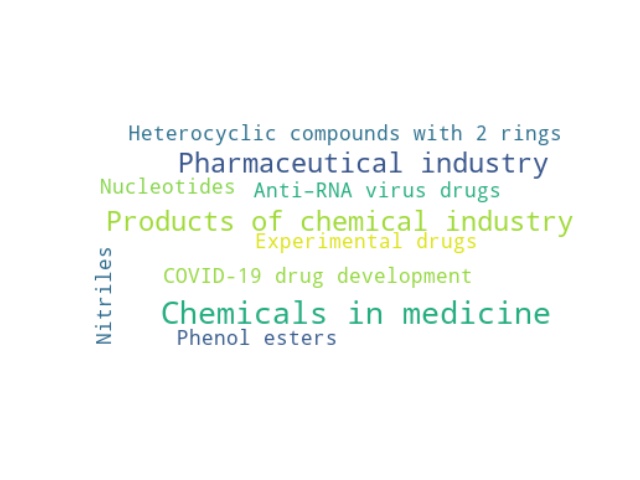 Heterocyclic compounds with 2 rings
Pharmaceutical industry
Nucleotides
Anti–RNA virus drugs
Products of chemical industry
Experimental drugs
COVID-19 drug development
Nitriles
Chemicals in medicine
Phenol esters